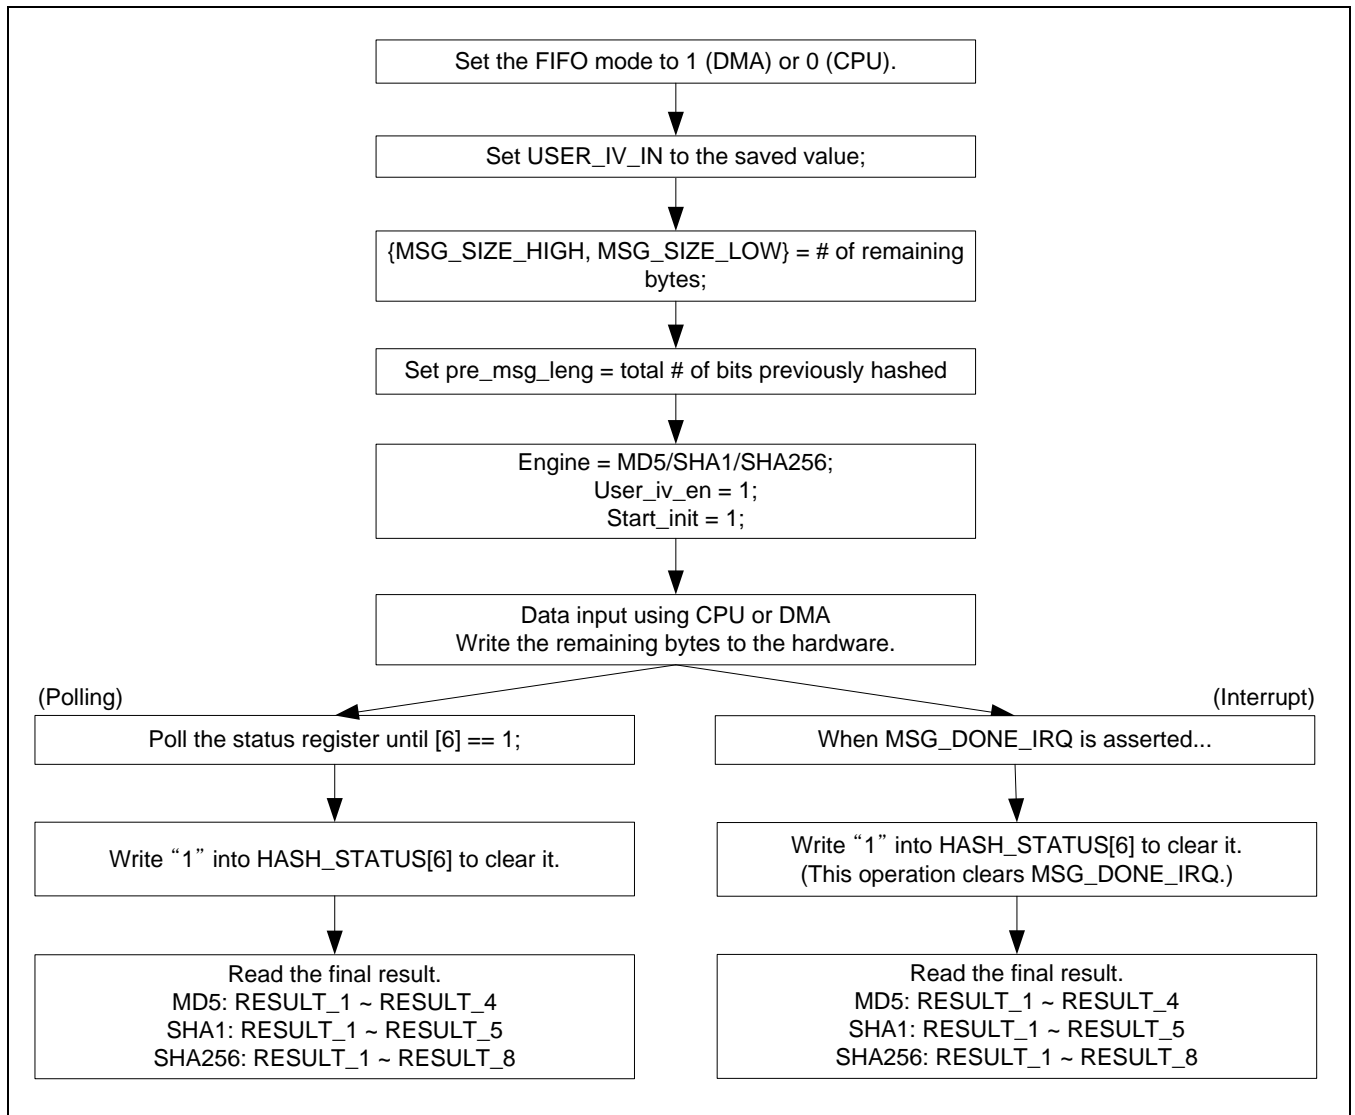 Set the FIFO mode to 1 (DMA) or 0 (CPU).
Set USER_IV_IN to the saved value;
{MSG_SIZE_HIGH, MSG_SIZE_LOW} = # of remaining
bytes;
Set pre_msg_leng = total # of bits previously hashed
Engine = MD5/SHA1/SHA256;
User_iv_en = 1;
Start_init = 1;
Data input using CPU or DMA
Write the remaining bytes to the hardware.
(Polling)
Poll the status register until [6] == 1;
Write “1” into HASH_STATUS[6] to clear it.
Read the final result.
MD5: RESULT_1 ~ RESULT_4
SHA1: RESULT_1 ~ RESULT_5
SHA256: RESULT_1 ~ RESULT_8
(Interrupt)
When MSG_DONE_IRQ is asserted...
Write “1” into HASH_STATUS[6] to clear it.
(This operation clears MSG_DONE_IRQ.)
Read the final result.
MD5: RESULT_1 ~ RESULT_4
SHA1: RESULT_1 ~ RESULT_5
SHA256: RESULT_1 ~ RESULT_8